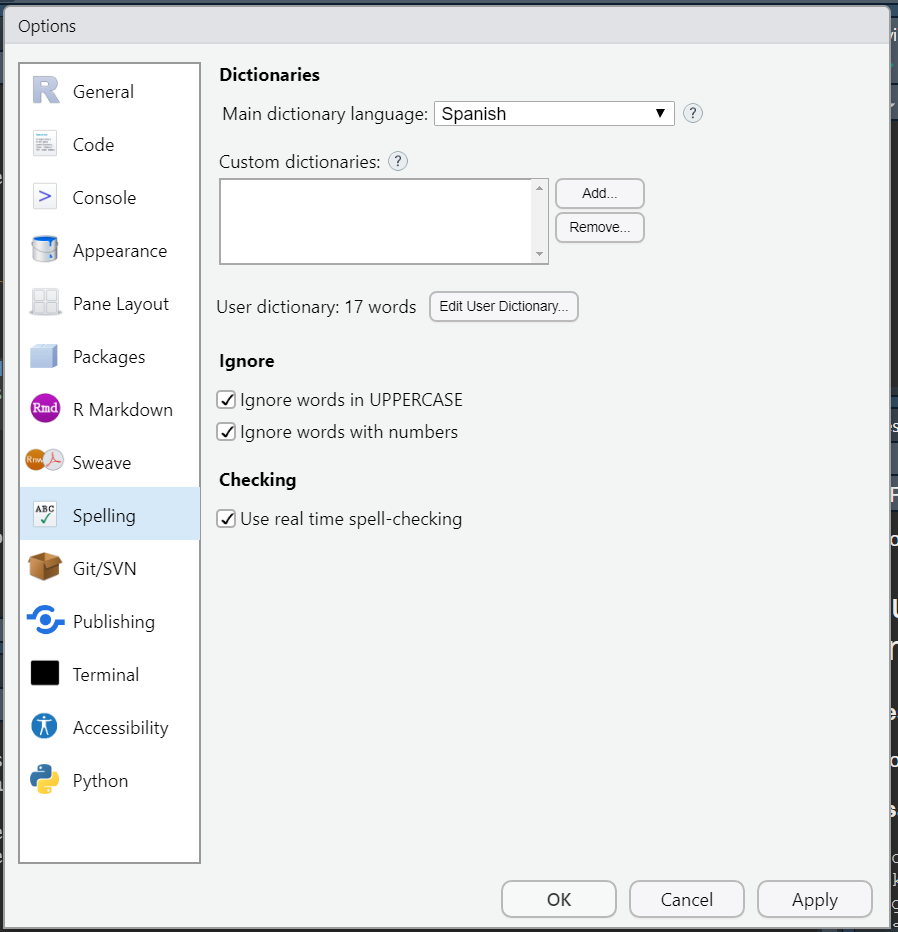 Options
General
Code
Console
Appearance
Pane Layout
Packages
Rmd R Markdown
Sweave
ABC Spelling
Git/SVN
Publishing
Terminal
Accessibility
Python
Dictionaries
Main dictionary language: Spanish ?
Custom dictionaries: ?
Add...
Remove...
User dictionary: 17 words Edit User Dictionary...
Ignore
Ignore words in UPPERCASE
Ignore words with numbers
Checking
Use real time spell-checking
OK Cancel Apply